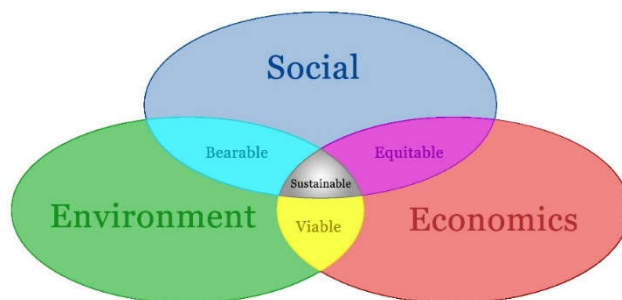 Social
Bearable
Equitable
Sustainable
Environment
Viable
Economics